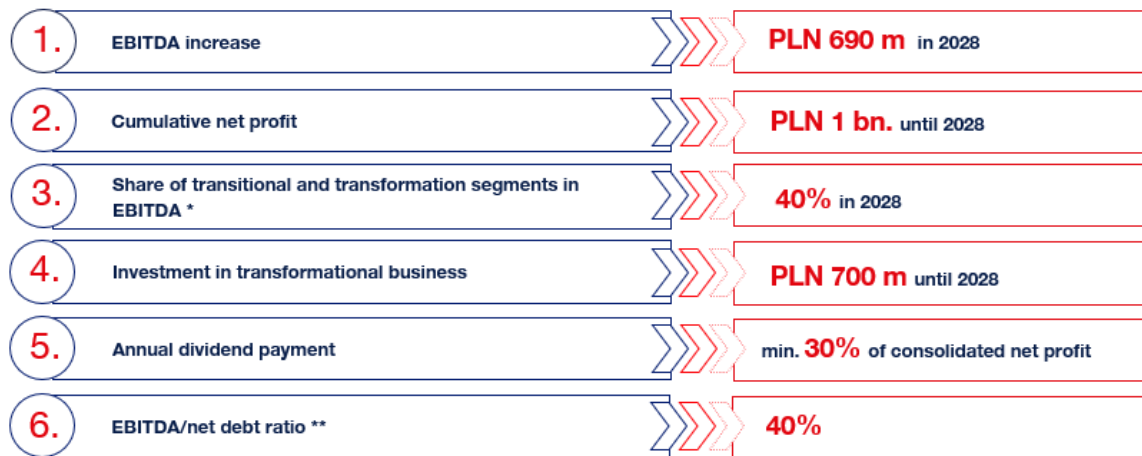 1. EBITDA increase PLN 690 m in 2028
2. Cumulative net profit PLN 1 bn. until 2028
3. Share of transitional and transformation segments in
EBITDA * 40% in 2028
4. Investment in transformational business PLN 700 m until 2028
5. Annual dividend payment min. 30% of consolidated net profit
6. EBITDA/net debt ratio ** 40%